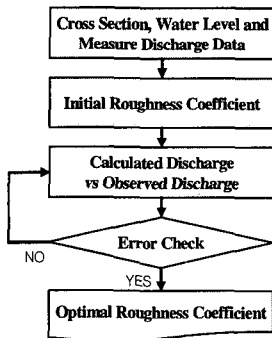 Cross Section, Water Level and
Measure Discharge Data
Initial Roughness Coefficient
Calculated Discharge
vs Observed Discharge
Error Check
NO
YES
Optimal Roughness Coefficient